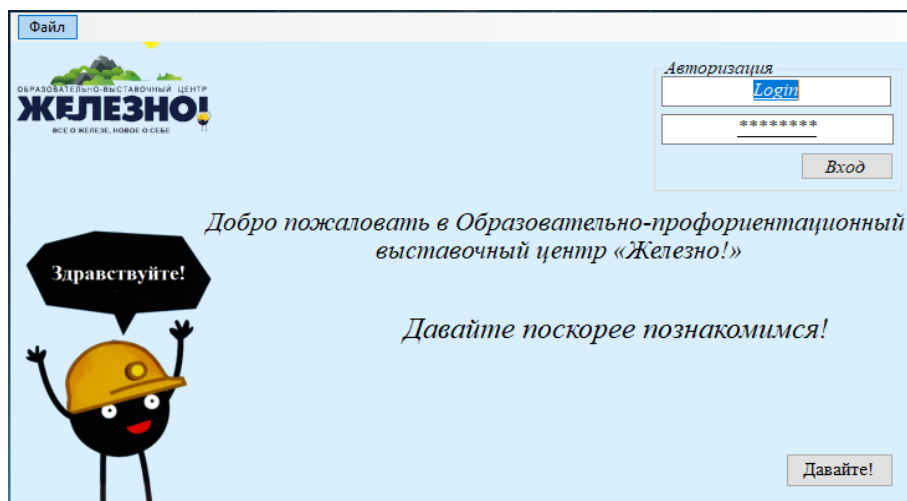 Файл
ОБРАЗОВАТЕЛЬНО-ВЫСТАВОЧНЫЙ ЦЕНТР
ЖЕЛЕЗНО!
ВСЕ О ЖЕЛЕЗЕ, НОВОЕ О СЕБЕ
Авторизация
Login
********
Вход
Добро пожаловать в Образовательно-профориентационный
выставочный центр «Железно!»
Здравствуйте!
Давайте поскорее познакомимся!
Давайте!